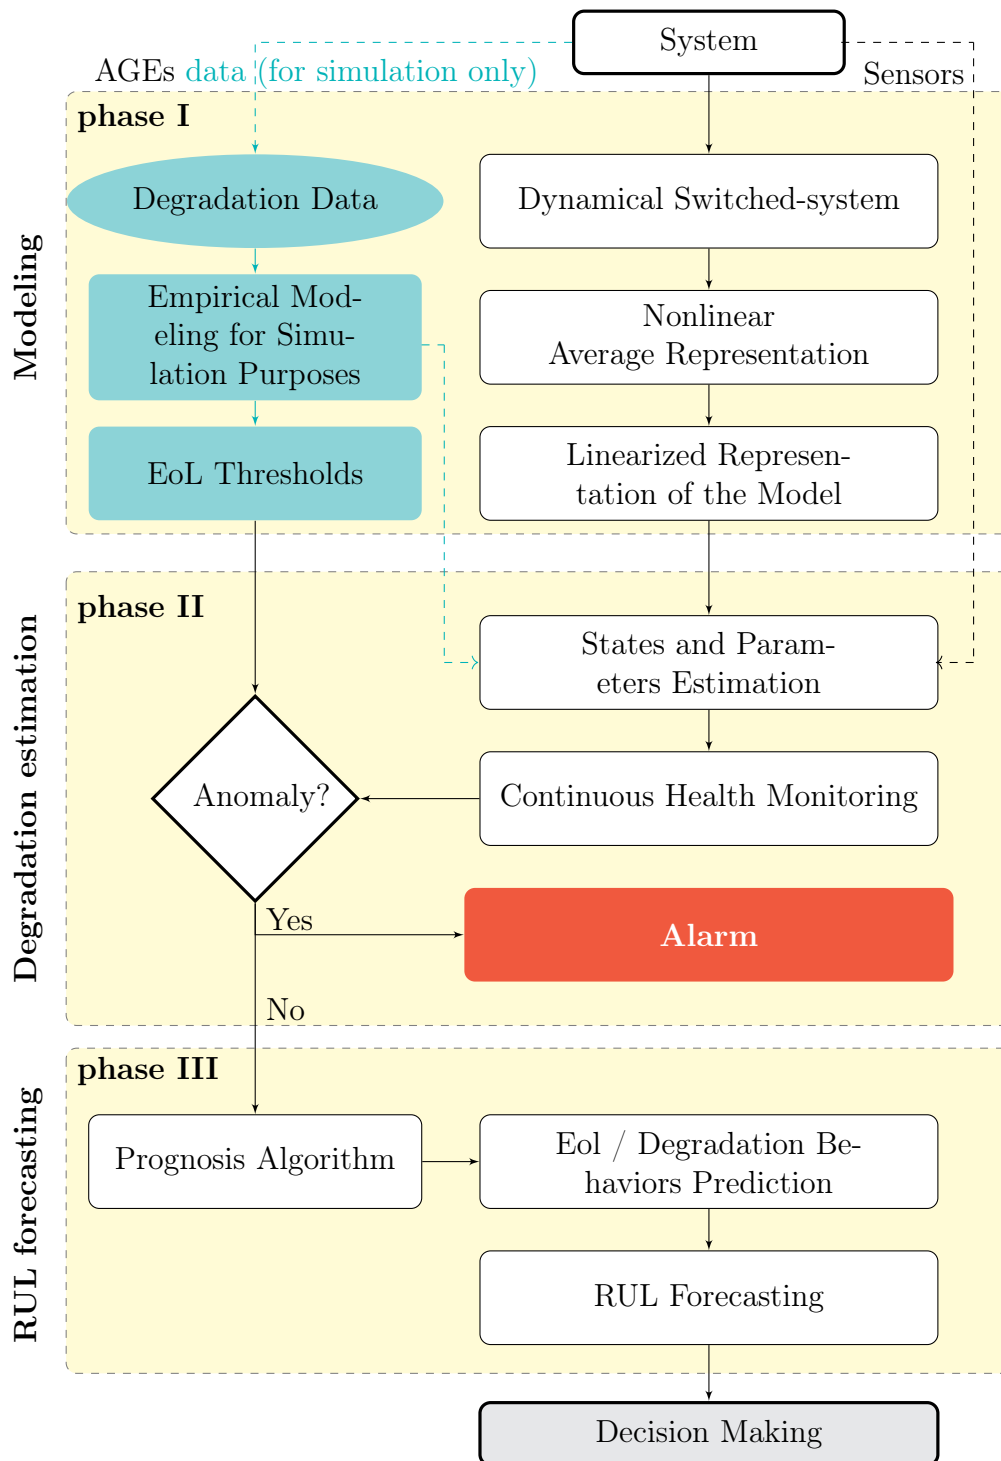 System
AGEs data (for simulation only)
Sensors
phase I
Modeling
Degradation Data
Dynamical Switched-system
Empirical Mod-
eling for Simu-
lation Purposes
Nonlinear
Average Representation
EoL Thresholds
Linearized Represen-
tation of the Model
phase II
Degradation estimation
States and Param-
eters Estimation
Anomaly?
Continuous Health Monitoring
Yes
Alarm
No
phase III
RUL forecasting
Prognosis Algorithm
Eol / Degradation Be-
haviors Prediction
RUL Forecasting
Decision Making